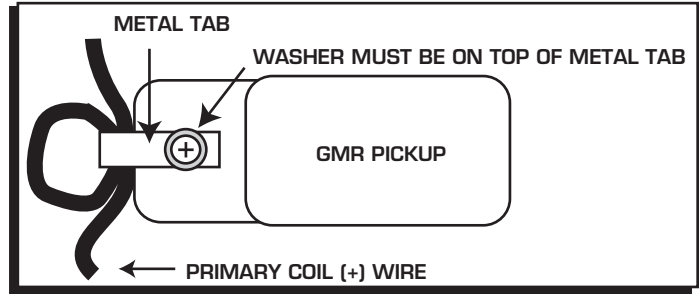 METAL TAB
WASHER MUST BE ON TOP OF METAL TAB
GMR PICKUP
PRIMARY COIL (+) WIRE